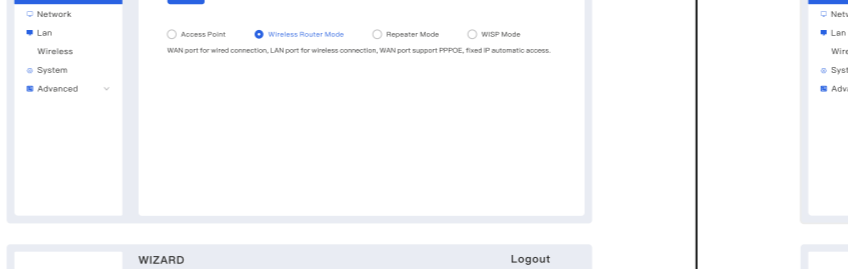 Network
Lan
Wireless
System
Advanced
Access Point Wireless Router Mode Repeater Mode WISP Mode
WAN port for wired connection, LAN port for wireless connection, WAN port support PPPOE, fixed IP automatic access.
WIZARD Logout
Lan